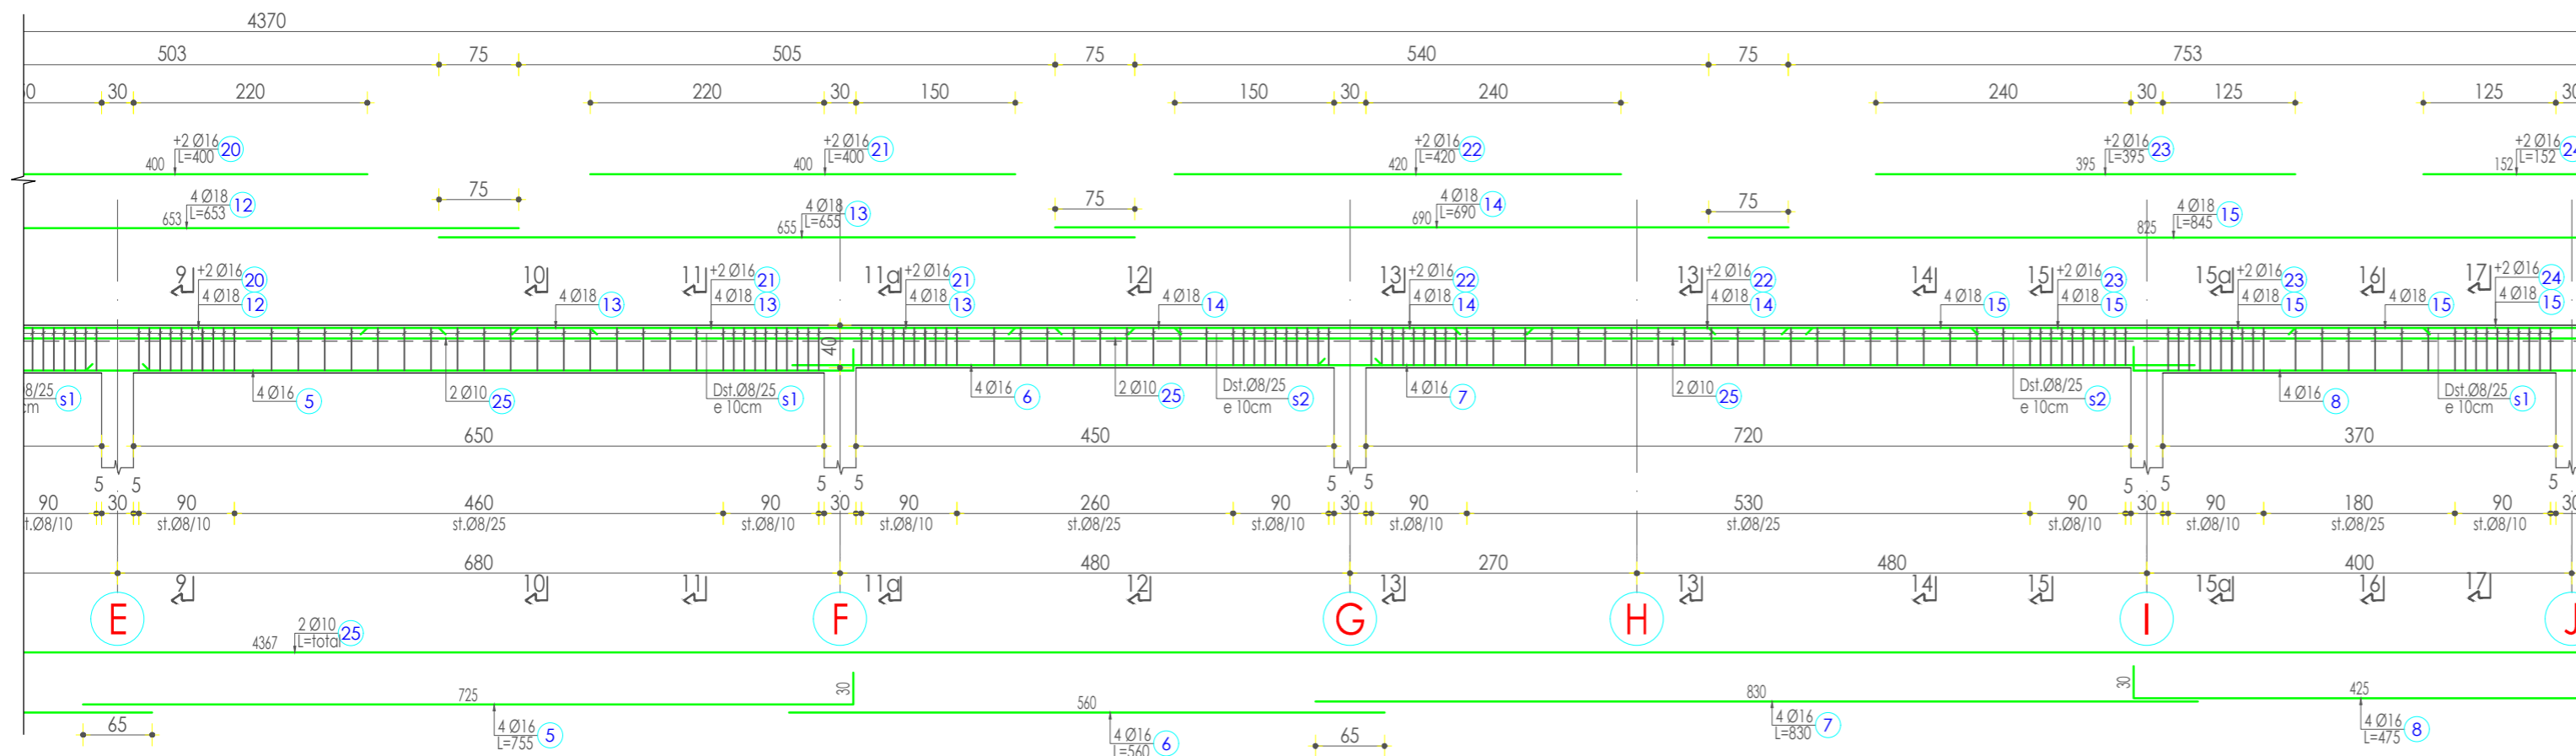 4370
503 75 505 75 540 75 753
30 220 220 30 150 150 30 240 240 30 125 125
+2 Ø16 20 +2 Ø16 21 +2 Ø16 22 +2 Ø16 23 +2 Ø16
400 L=400 400 L=400 420 L=420 395 L=395 152 L=152
75 75 75
4 Ø18 12 4 Ø18 13 4 Ø18 14 4 Ø18 15
653 L=653 655 L=655 690 L=690 825 L=845
9 +2 Ø16 20 10 11 +2 Ø16 21 11a +2 Ø16 21 12 13 +2 Ø16 22 13 +2 Ø16 22 14 15 +2 Ø16 23 15a +2 Ø16 23 16 17 +2 Ø16 24
4 Ø18 12 4 Ø18 13 4 Ø18 13 4 Ø18 13 4 Ø18 14 4 Ø18 14 4 Ø18 14 4 Ø18 15 4 Ø18 15 4 Ø18 15 4 Ø18 15 4 Ø18 15
40
8/25 s1 4 Ø16 5 2 Ø10 25 Dst.Ø8/25 s1 4 Ø16 6 2 Ø10 25 Dst.Ø8/25 s2 4 Ø16 7 2 Ø10 25 Dst.Ø8/25 s2 4 Ø16 8 Dst.Ø8/25 s1
e 10cm e 10cm e 10cm e 10cm
650 450 720 370
5 5 5 5 5 5 5 5 5
90 30 90 460 90 30 90 260 90 30 90 530 90 30 90 180 90
st.Ø8/10 st.Ø8/25 st.Ø8/10 st.Ø8/10 st.Ø8/25 st.Ø8/10 st.Ø8/10 st.Ø8/25 st.Ø8/10 st.Ø8/10 st.Ø8/25 st.Ø8/10
680 480 270 480 400
9 10 11 11a 12 13 13 14 15 15a 16 17
E F G H I J
2 Ø10 25
4367 L=total
725 30 560 830 30 425
65 4 Ø16 5 4 Ø16 6 65 4 Ø16 7 4 Ø16 8
L=755 L=560 L=830 L=475